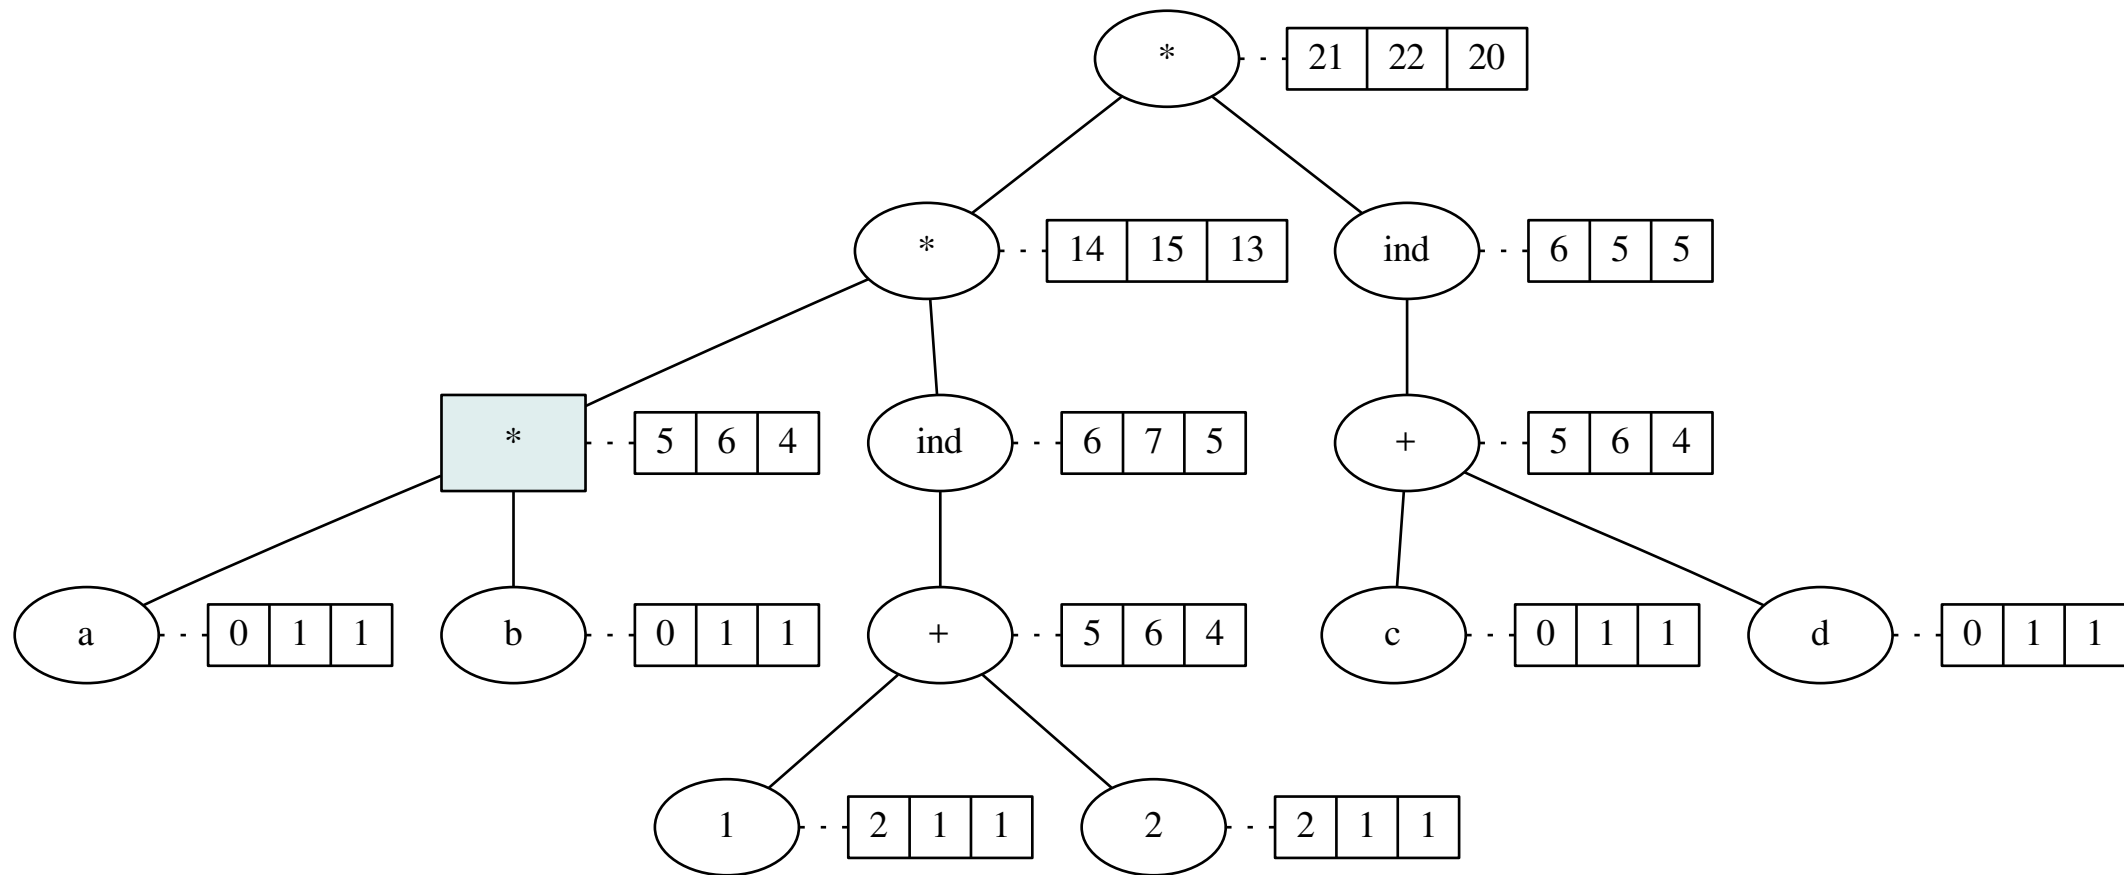 * 21 22 20
* 14 15 13 ind 6 5 5
* 5 6 4 ind 6 7 5 + 5 6 4
a 0 1 1 b 0 1 1 + 5 6 4 c 0 1 1 d 0 1 1
1 2 1 1 2 2 1 1